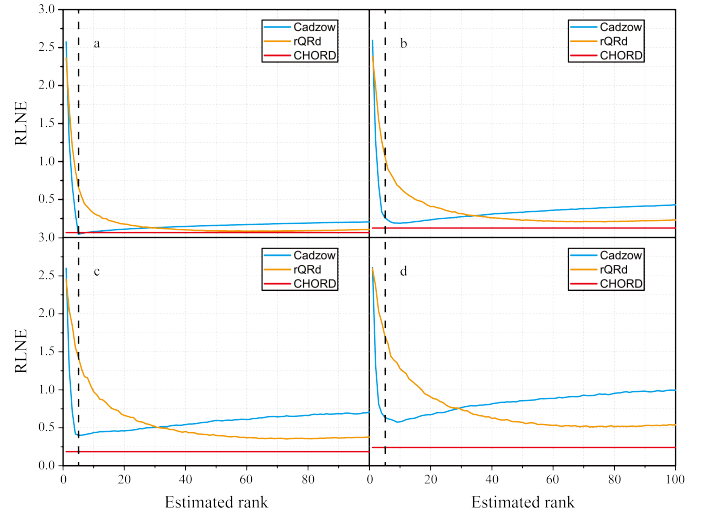 3.0
2.5
2.0
1.5
1.0
0.5
RLNE
a
Cadzow
rQRd
CHORD
b
Cadzow
rQRd
CHORD
3.0
2.5
2.0
1.5
1.0
0.5
0.0
RLNE
c
Cadzow
rQRd
CHORD
d
Cadzow
rQRd
CHORD
0 20 40 60 80 0 20 40 60 80 100
Estimated rank Estimated rank